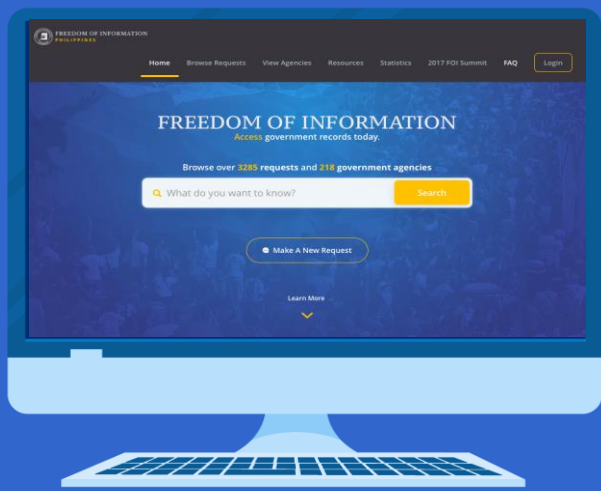 FREEDOM OF INFORMATION
PHILIPPINES
Home Browse Requests View Agencies Resources Statistics 2017 FOI Summit FAQ Login
FREEDOM OF INFORMATION
Access government records today.
Browse over 3285 requests and 218 government agencies
What do you want to know? Search
Make A New Request
Learn More